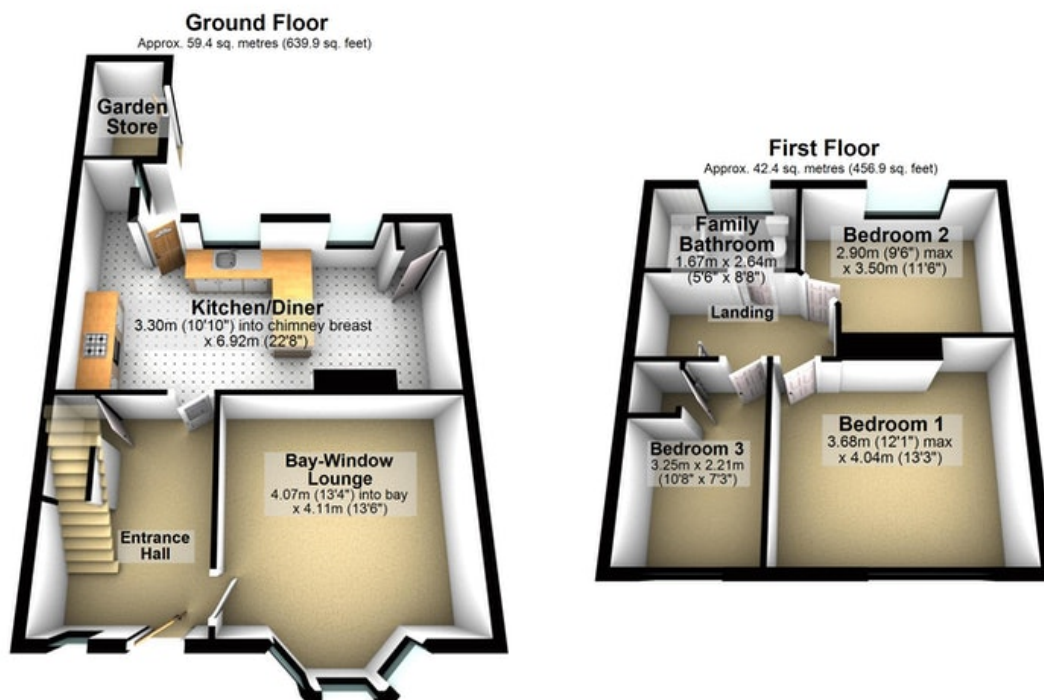 Ground Floor
Approx. 59.4 sq. metres (639.9 sq. feet)
Garden
Store
Kitchen/Diner
3.30m (10'10") into chimney breast
x 6.92m (22'8")
Bay-Window
Lounge
4.07m (13'4") into bay
x 4.11m (13'6")
Entrance
Hall
First Floor
Approx. 42.4 sq. metres (456.9 sq. feet)
Family
Bathroom
1.67m x 2.64m
(5'6" x 8'8")
Bedroom 2
2.90m (9'6") max
x 3.50m (11'6")
Landing
Bedroom 1
3.68m (12'1") max
x 4.04m (13'3")
Bedroom 3
3.25m x 2.21m
(10'8" x 7'3")